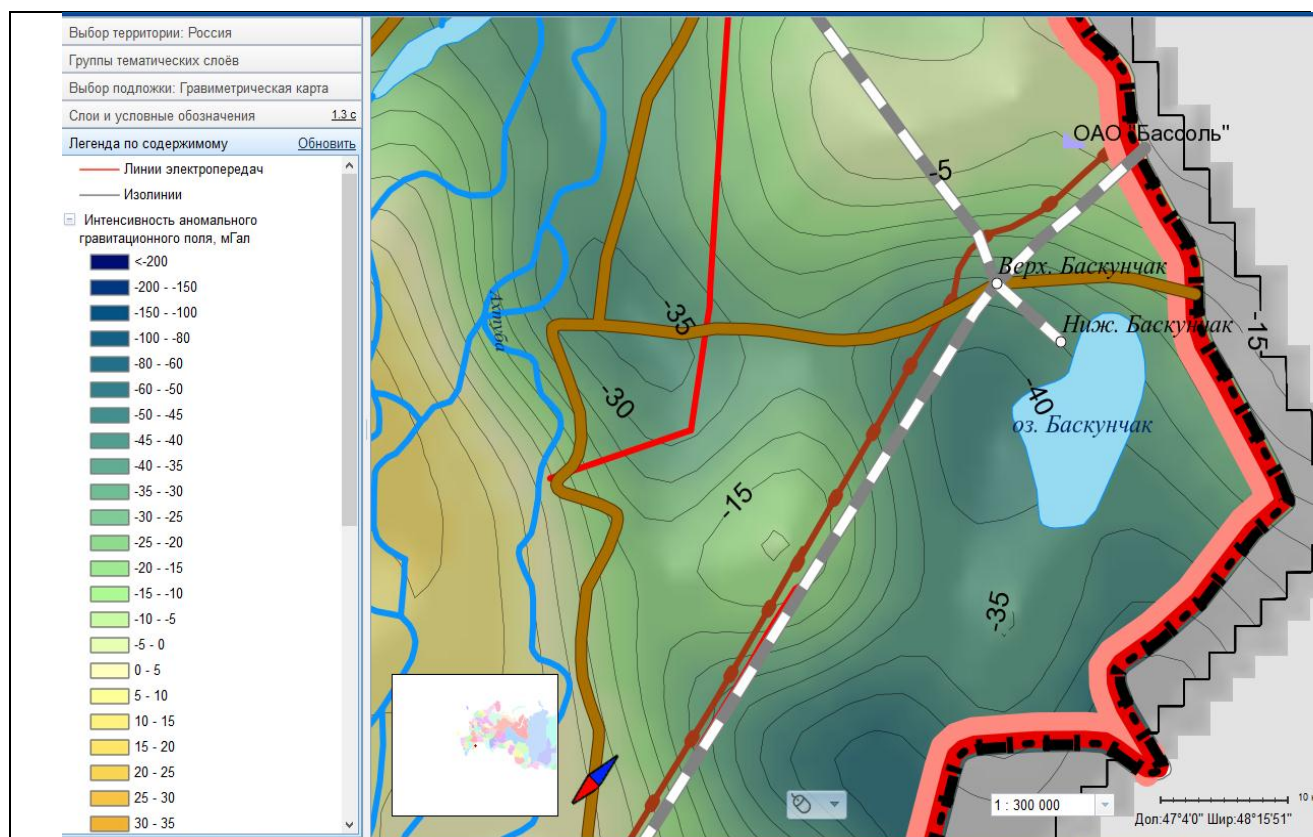 Выбор территории: Россия
Группы тематических слоёв
Выбор подложки: Гравиметрическая карта
Слои и условные обозначения 1.3 с
Легенда по содержимому Обновить
Линии электропередач
Изолинии
Интенсивность аномального
гравитационного поля, мГал
<-200
-200 - -150
-150 - -100
-100 - -80
-80 - -60
-60 - -50
-50 - -45
-45 - -40
-40 - -35
-35 - -30
-30 - -25
-25 - -20
-20 - -15
-15 - -10
-10 - -5
-5 - 0
0 - 5
5 - 10
10 - 15
15 - 20
20 - 25
25 - 30
30 - 35
ОАО "Бассоль"
-5
Верх. Баскунчак
Ахтуба
-35
Ниж. Баскунчак
-15
-30
-40
оз. Баскунчак
-15
-35
1 : 300 000
10
Дол:47°4'0" Шир:48°15'51"